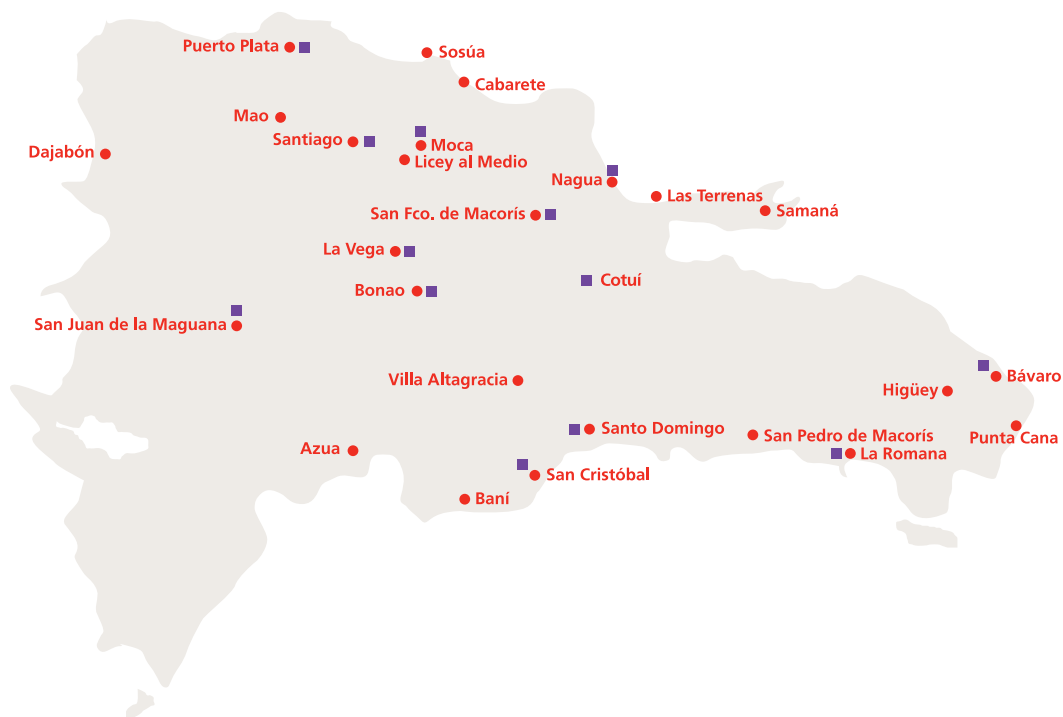 Puerto Plata
Sosúa
Cabarete
Mao
Santiago
Moca
Dajabón
Licey al Medio
Nagua
Las Terrenas
Samaná
San Fco. de Macorís
La Vega
Cotuí
Bonao
San Juan de la Maguana
Villa Altagracia
Bávaro
Higüey
Santo Domingo
San Pedro de Macorís
Punta Cana
Azua
La Romana
San Cristóbal
Baní